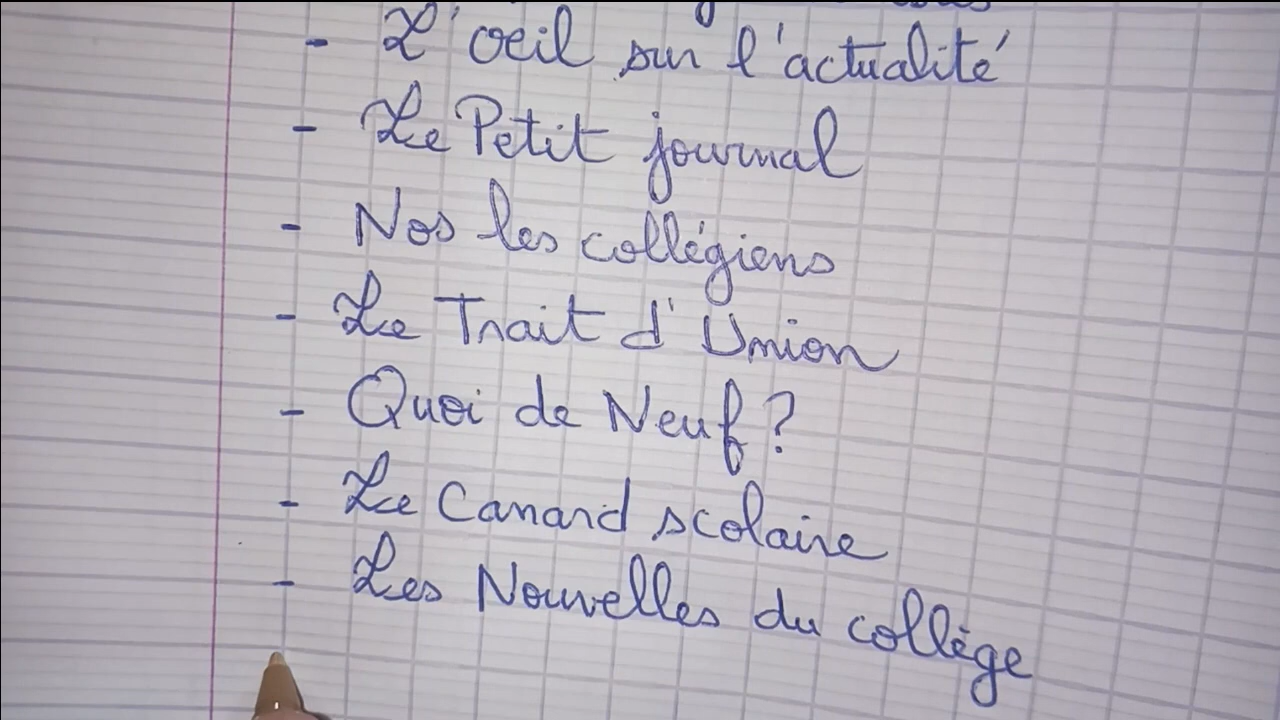 - L'oeil sur l'actualité
- Le Petit journal
- Nos les collégiens
- Le Trait d'Union
- Quoi de Neuf ?
- Le Canard scolaire
- Les Nouvelles du collège